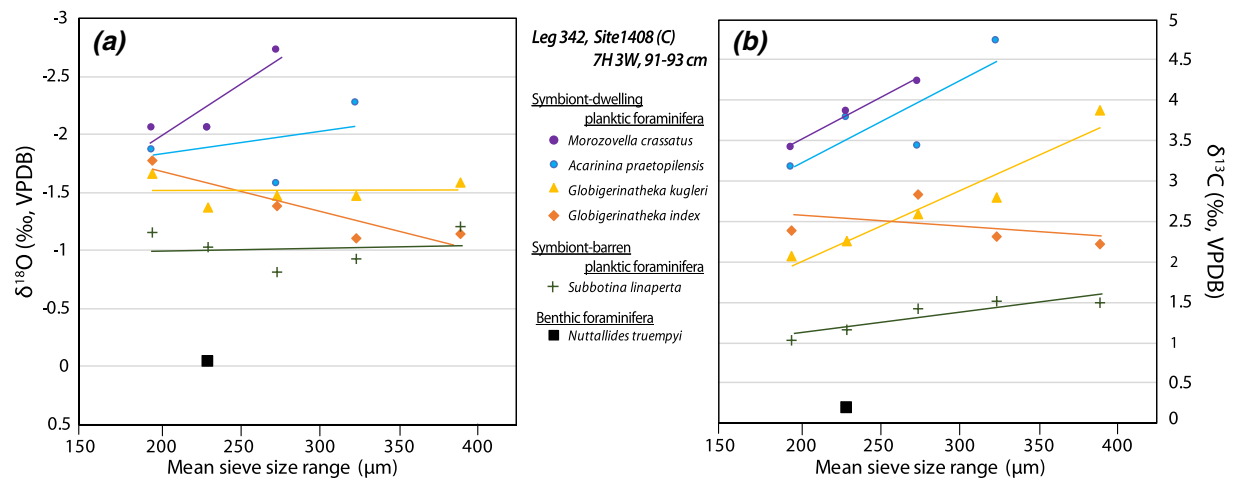 (a)
-3
-2.5
-2
-1.5
-1
-0.5
0
0.5
δ18O (‰, VPDB)
150 200 250 300 350 400
Mean sieve size range (µm)
Leg 342, Site1408 (C)
7H 3W, 91-93 cm
Symbiont-dwelling
planktic foraminifera
Morozovella crassatus
Acarinina praetopilensis
Globigerinatheka kugleri
Globigerinatheka index
Symbiont-barren
planktic foraminifera
Subbotina linaperta
Benthic foraminifera
Nuttallides truempyi
(b)
5
4.5
4
3.5
3
2.5
2
1.5
1
0.5
0
δ13C (‰, VPDB)
150 200 250 300 350 400
Mean sieve size range (µm)